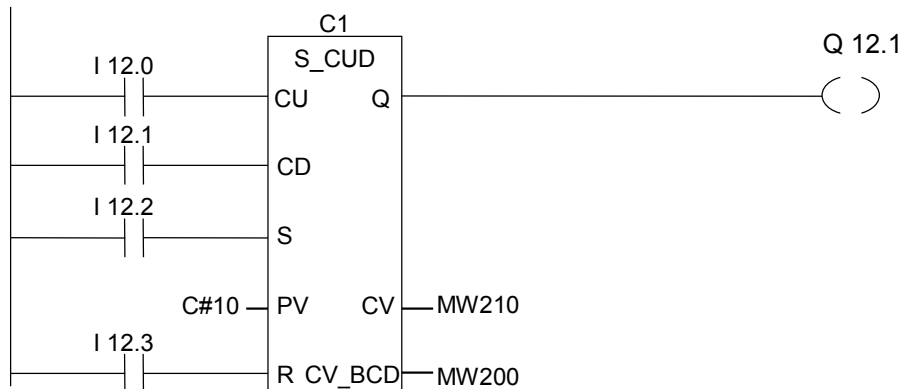 C1
S_CUD
Q 12.1
I 12.0
CU Q
I 12.1
CD
I 12.2
S
C#10 PV CV MW210
I 12.3
R CV_BCD MW200